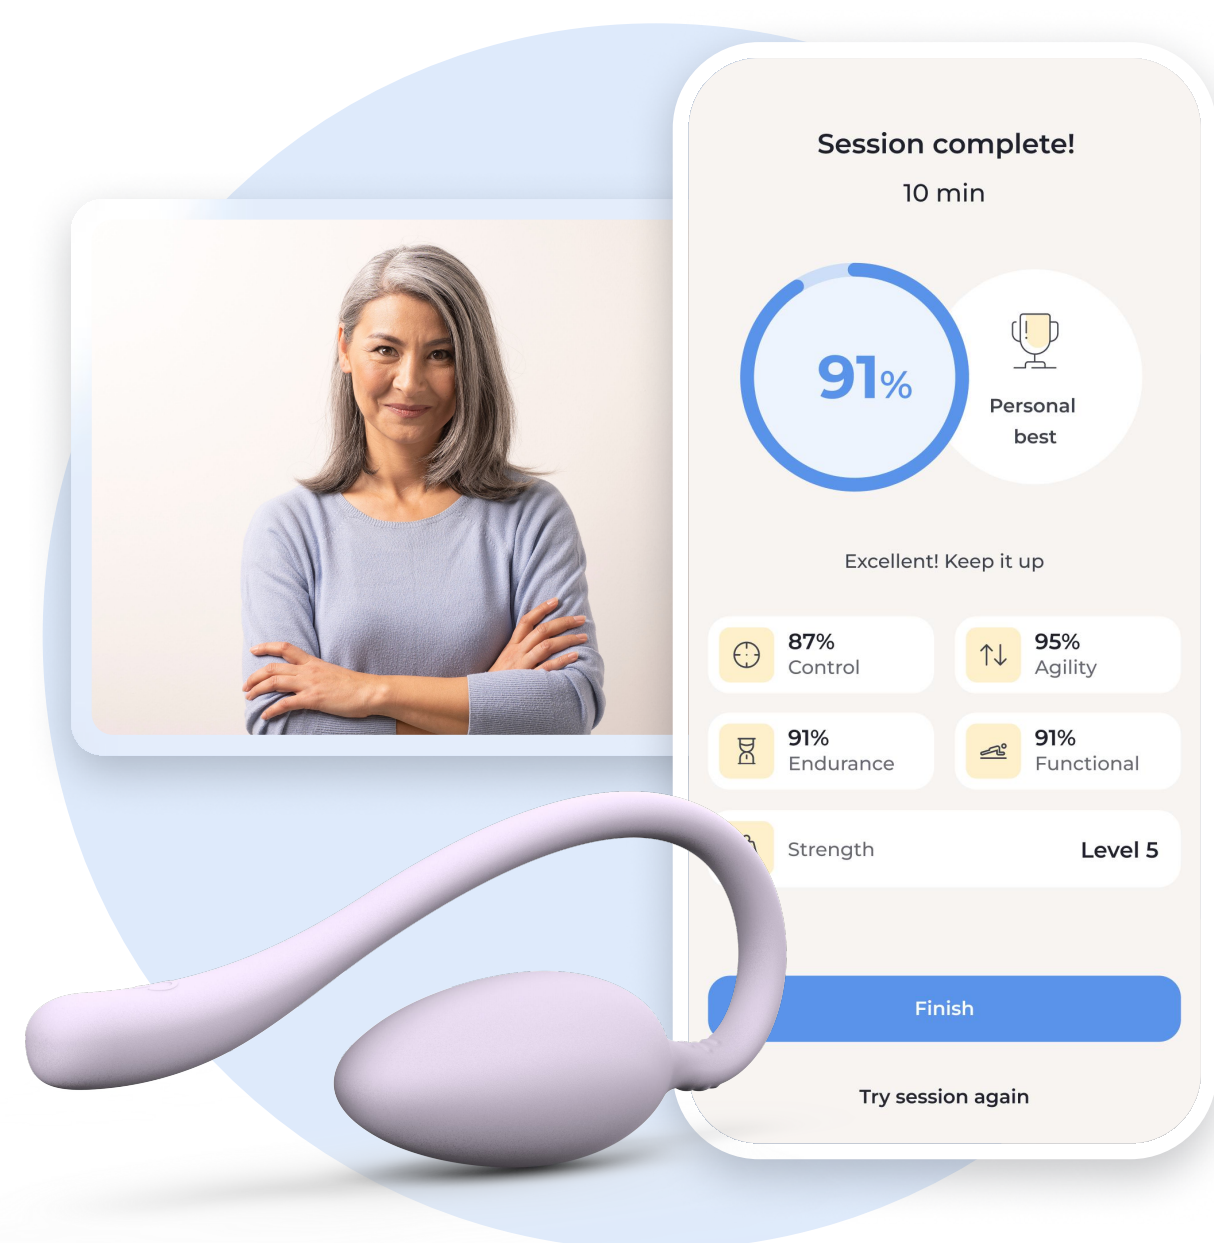 Session complete!
10 min
91%
Personal
best
Excellent! Keep it up
87%
Control
95%
Agility
91%
Endurance
91%
Functional
Strength
Level 5
Finish
Try session again